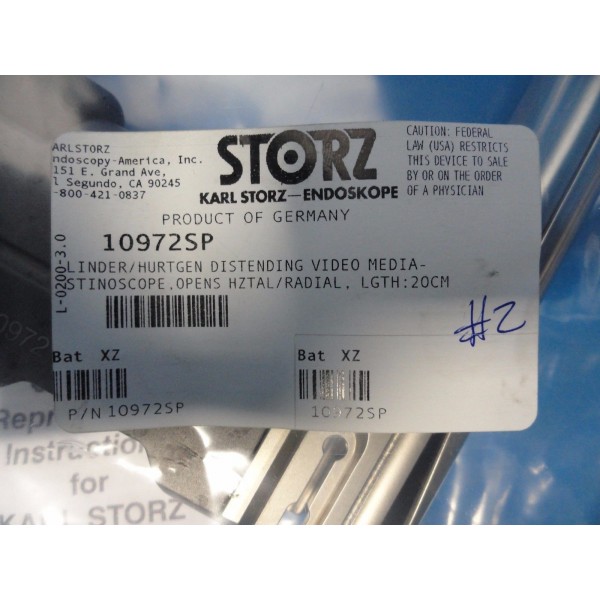 ARLSTORZ
ndoscopy-America, Inc.
151 E. Grand Ave,
l Segundo, CA 90245
-800-421-0837
STORZ
KARL STORZ—ENDOSKOPE
CAUTION: FEDERAL
LAW (USA) RESTRICTS
THIS DEVICE TO SALE
BY OR ON THE ORDER
OF A PHYSICIAN
PRODUCT OF GERMANY
10972SP
LINDER/HURTGEN DISTENDING VIDEO MEDIA-
STINOSCOPE,OPENS HZTAL/RADIAL, LGTH:20CM
L-0200-3.0
#2
Bat XZ
P/N 10972SP
Bat XZ
10972SP
0972
Repr
Instructio
for
KARL STORZ